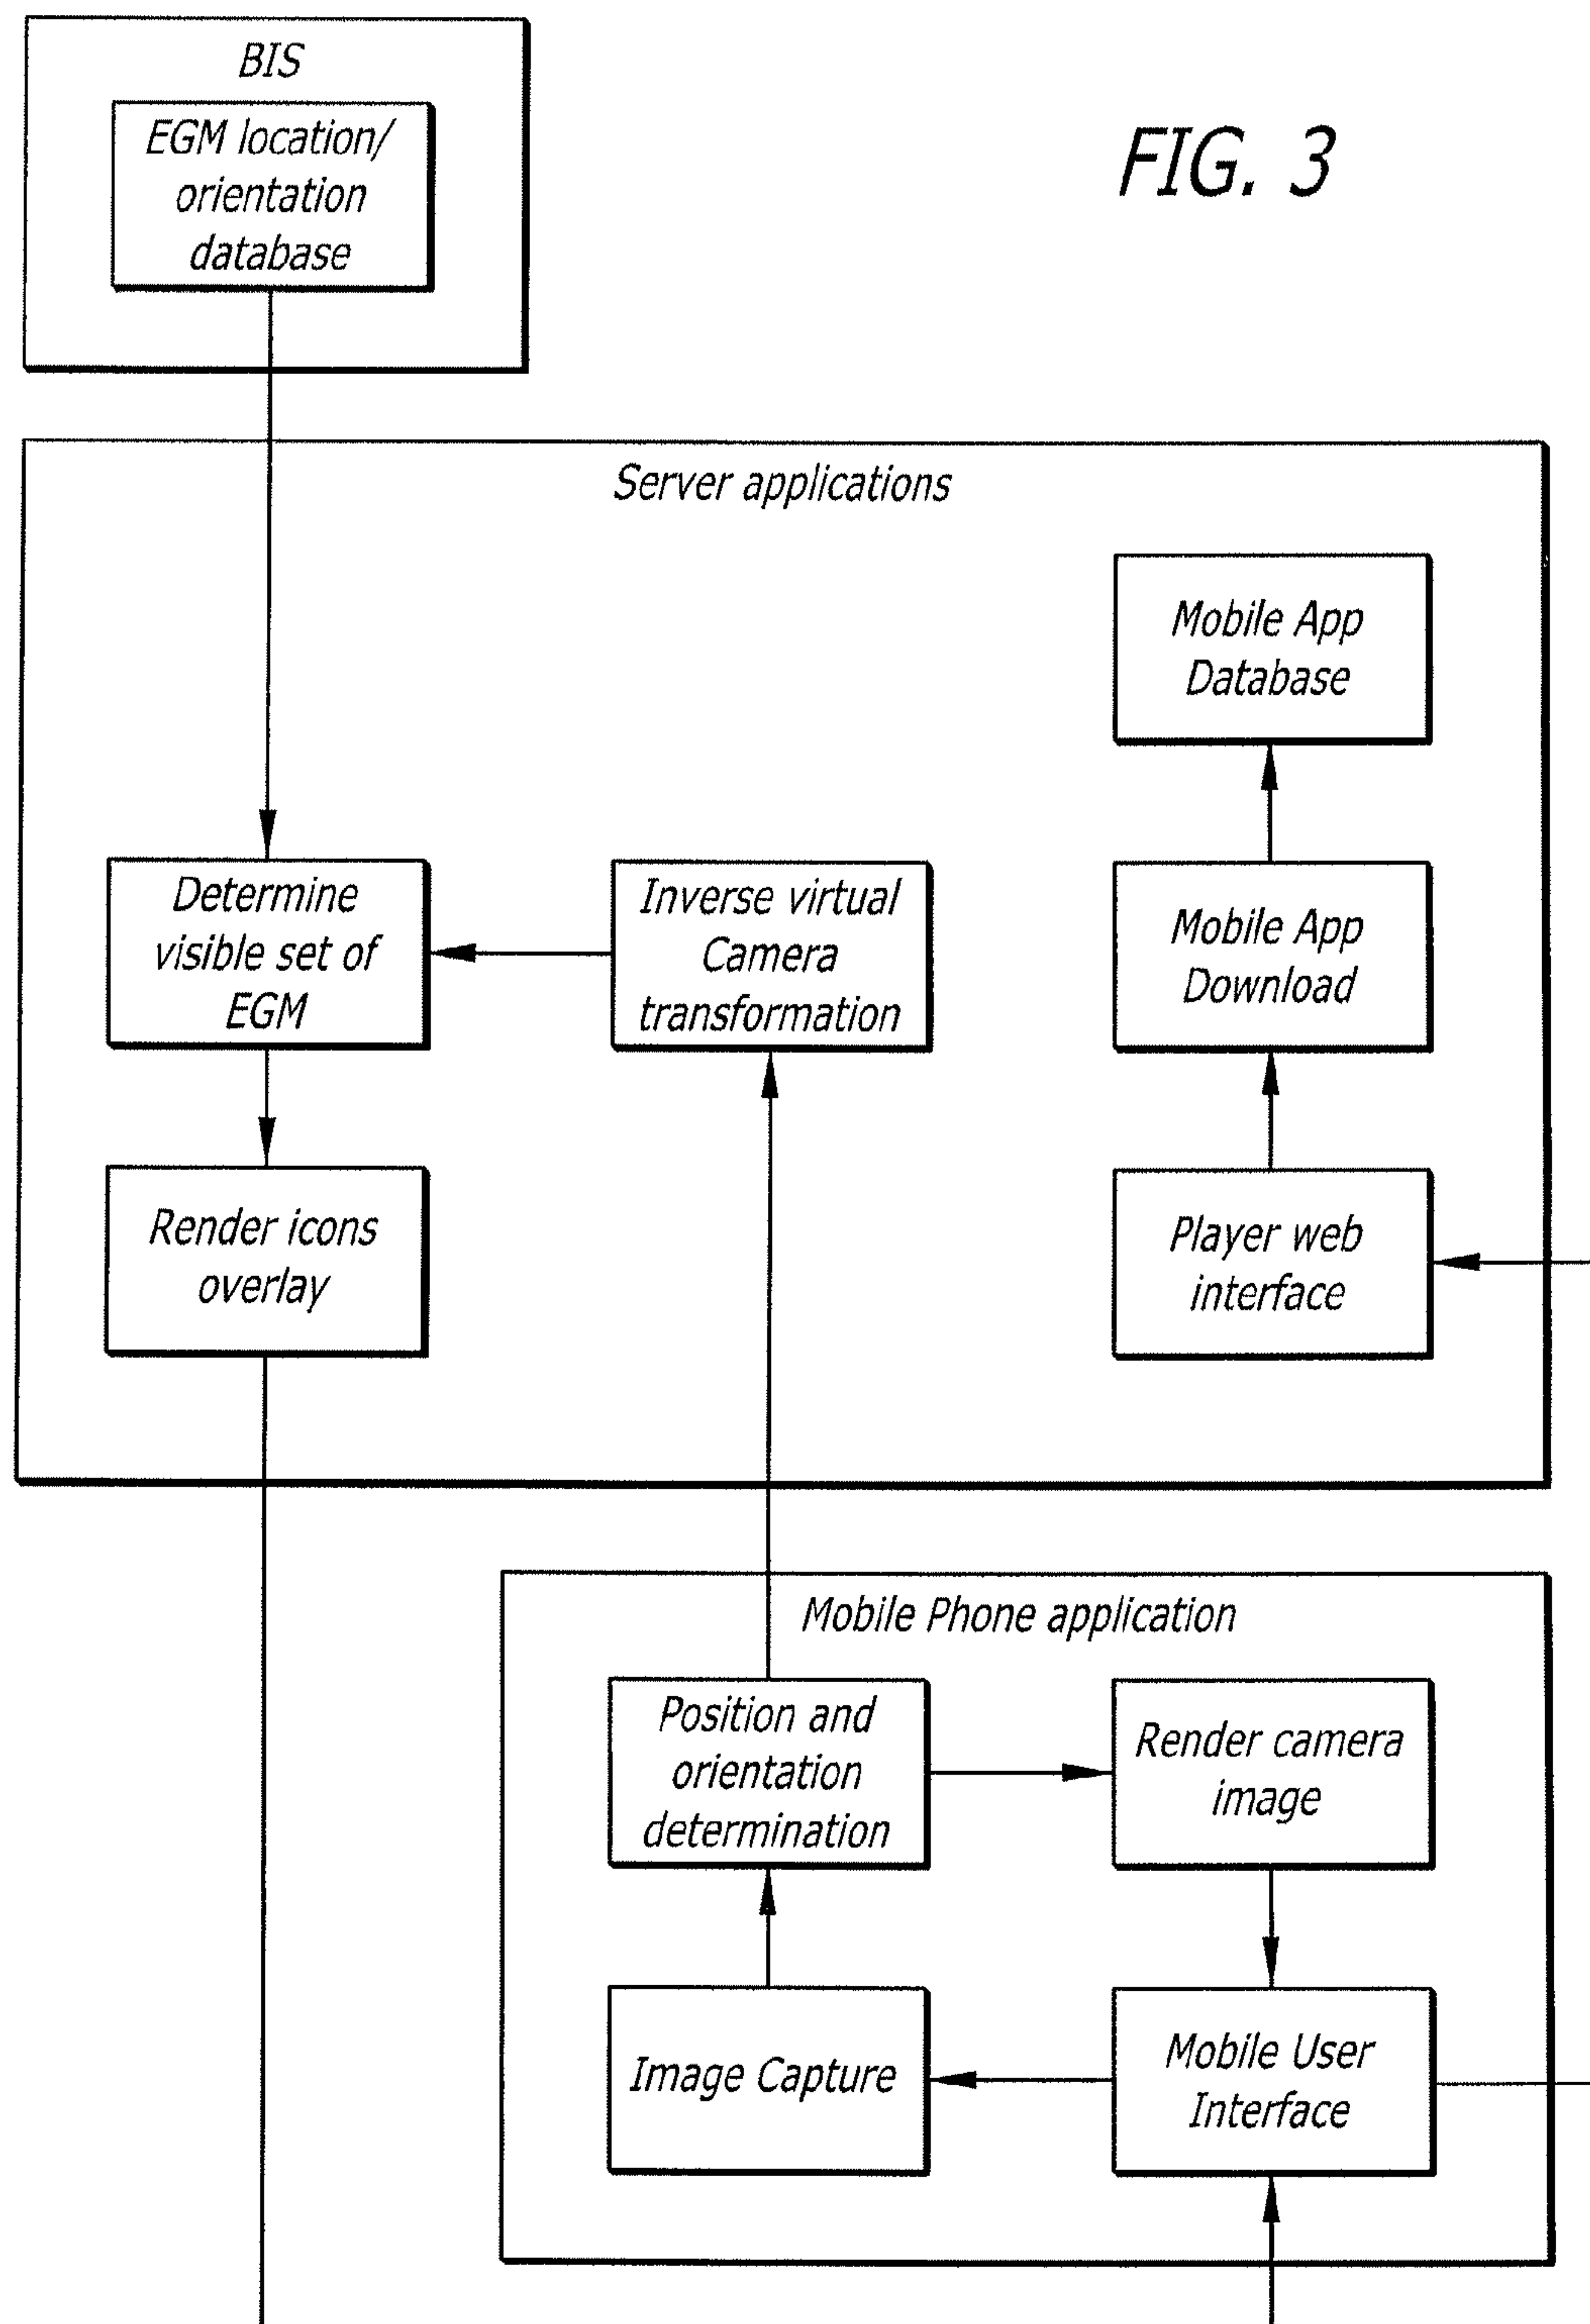 BIS
EGM location/
orientation
database
FIG. 3
Server applications
Mobile App
Database
Determine
visible set of
EGM
Inverse virtual
Camera
transformation
Mobile App
Download
Render icons
overlay
Player web
interface
Mobile Phone application
Position and
orientation
determination
Render camera
image
Image Capture
Mobile User
Interface